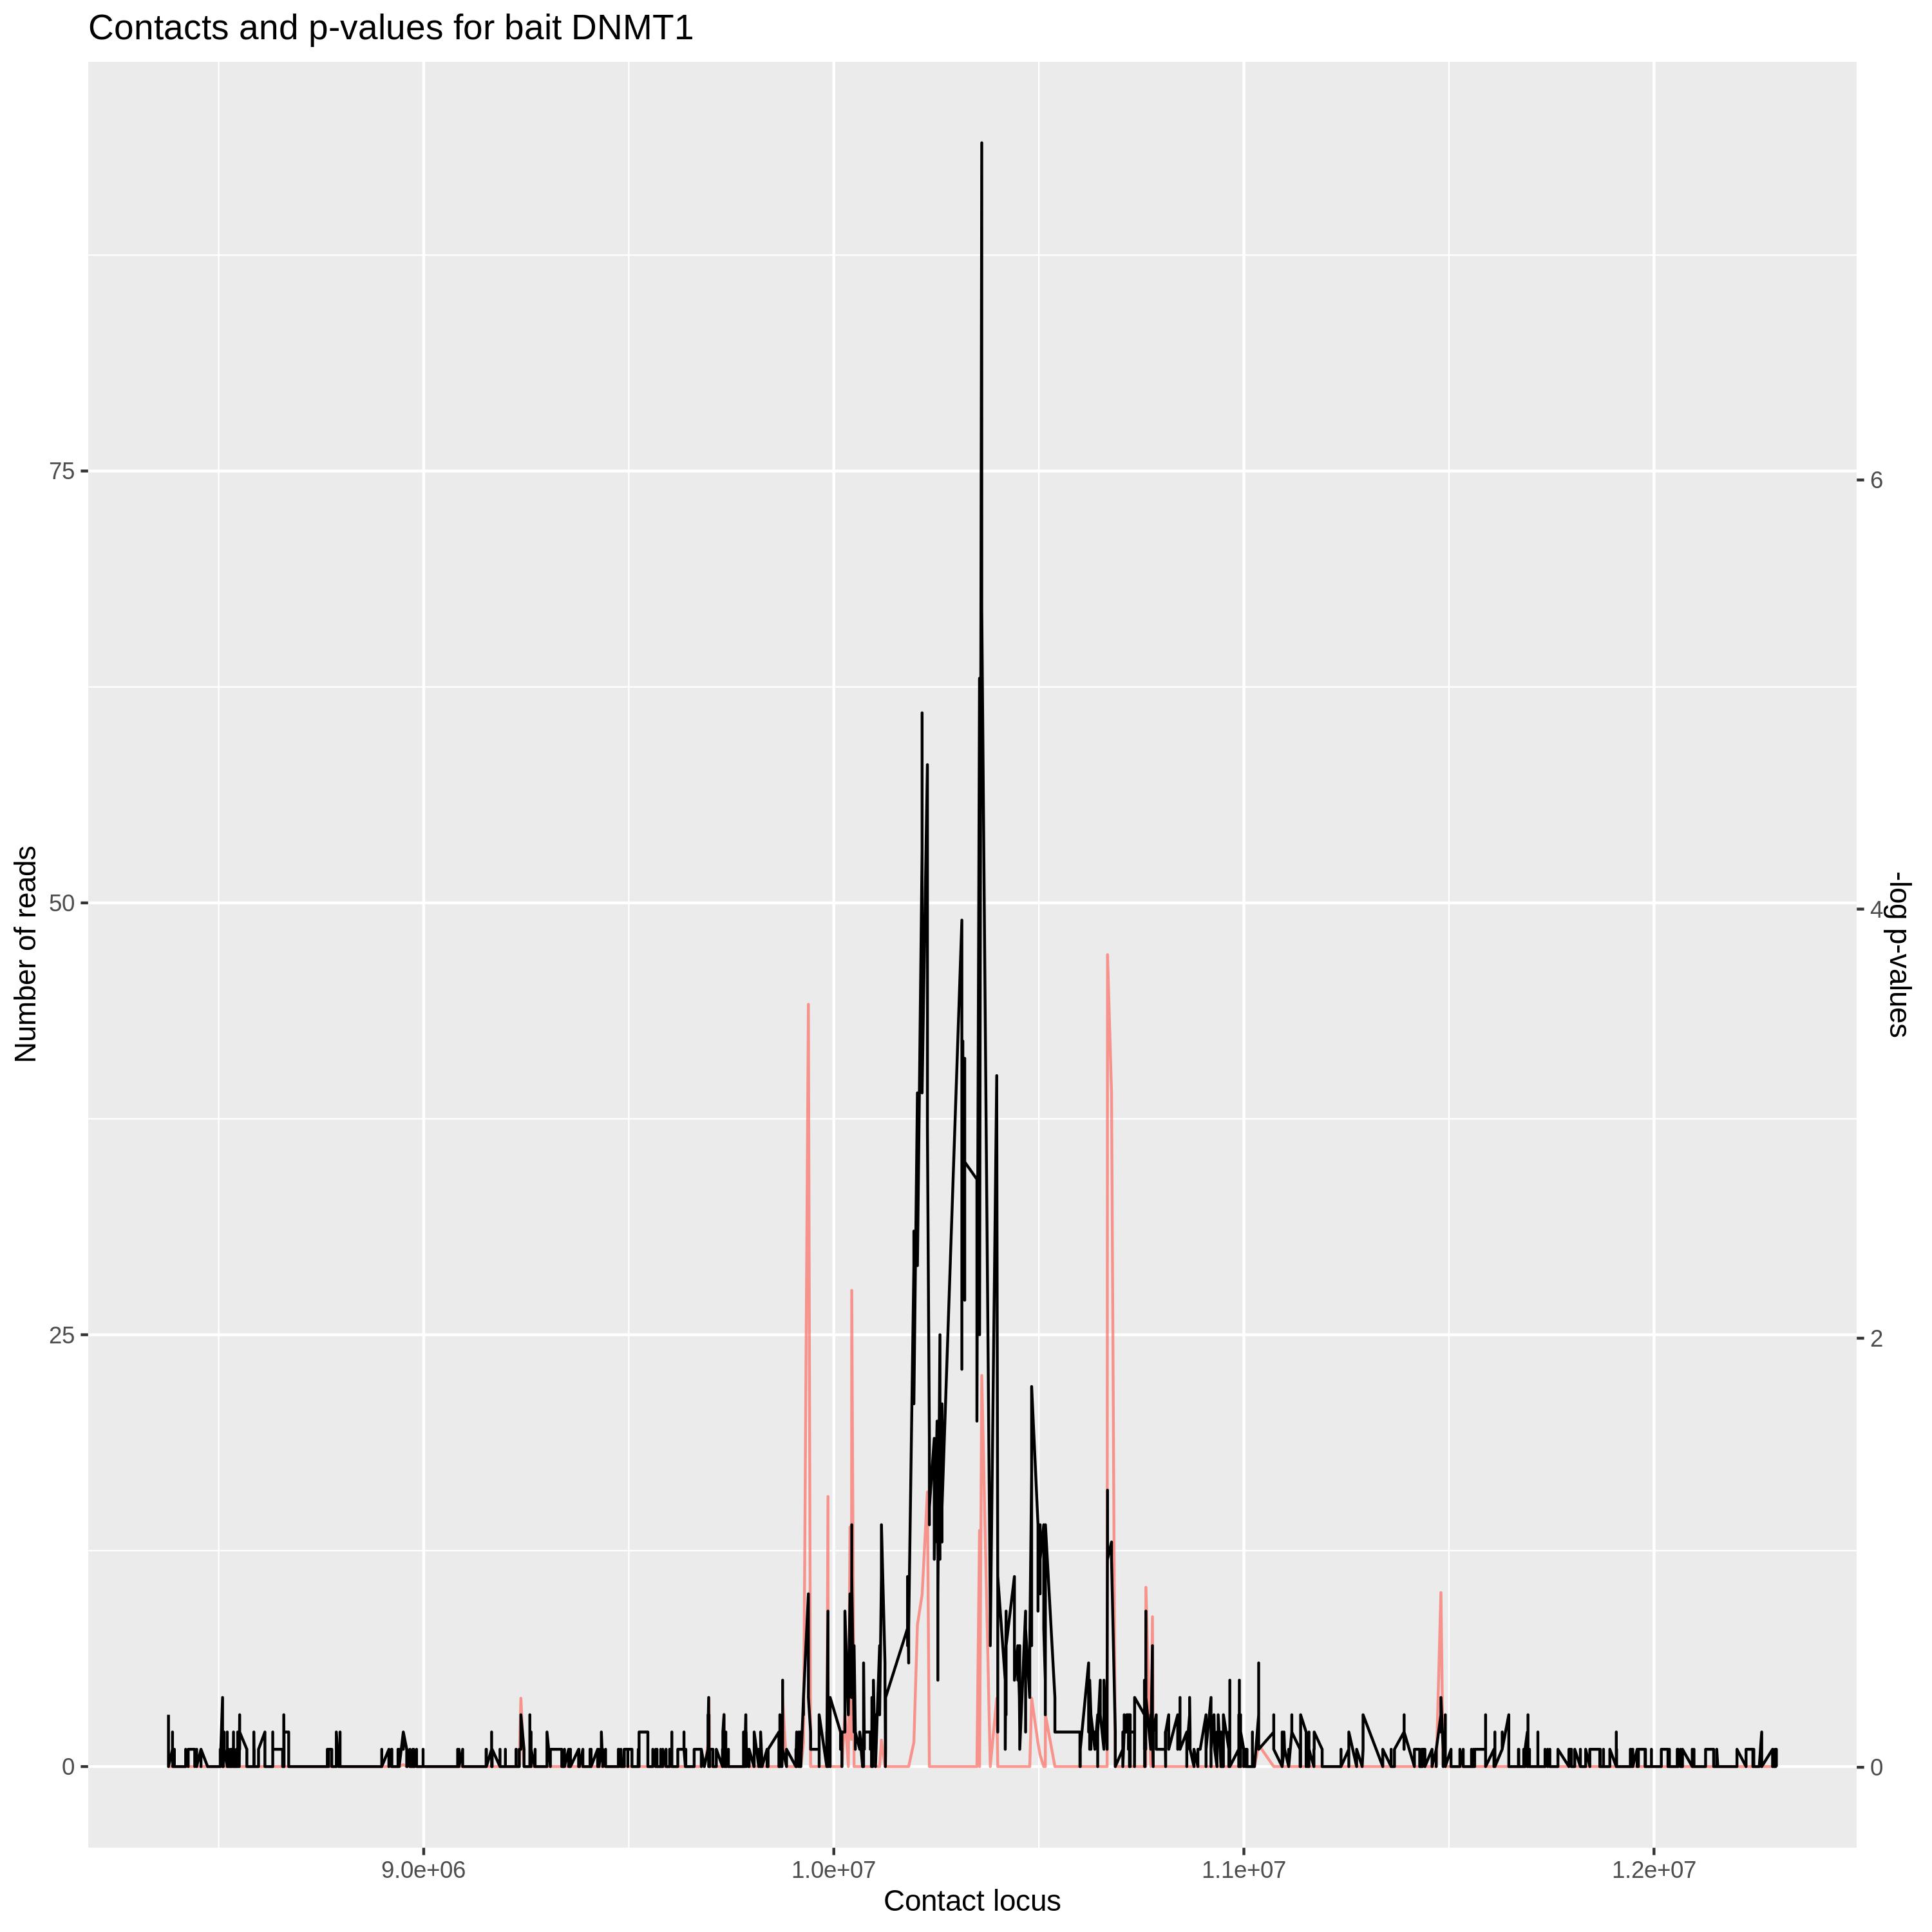 Contacts and p-values for bait DNMT1
Number of reads
75
50
25
0
6
4
2
0
-log p-values
9.0e+06
1.0e+07
1.1e+07
1.2e+07
Contact locus